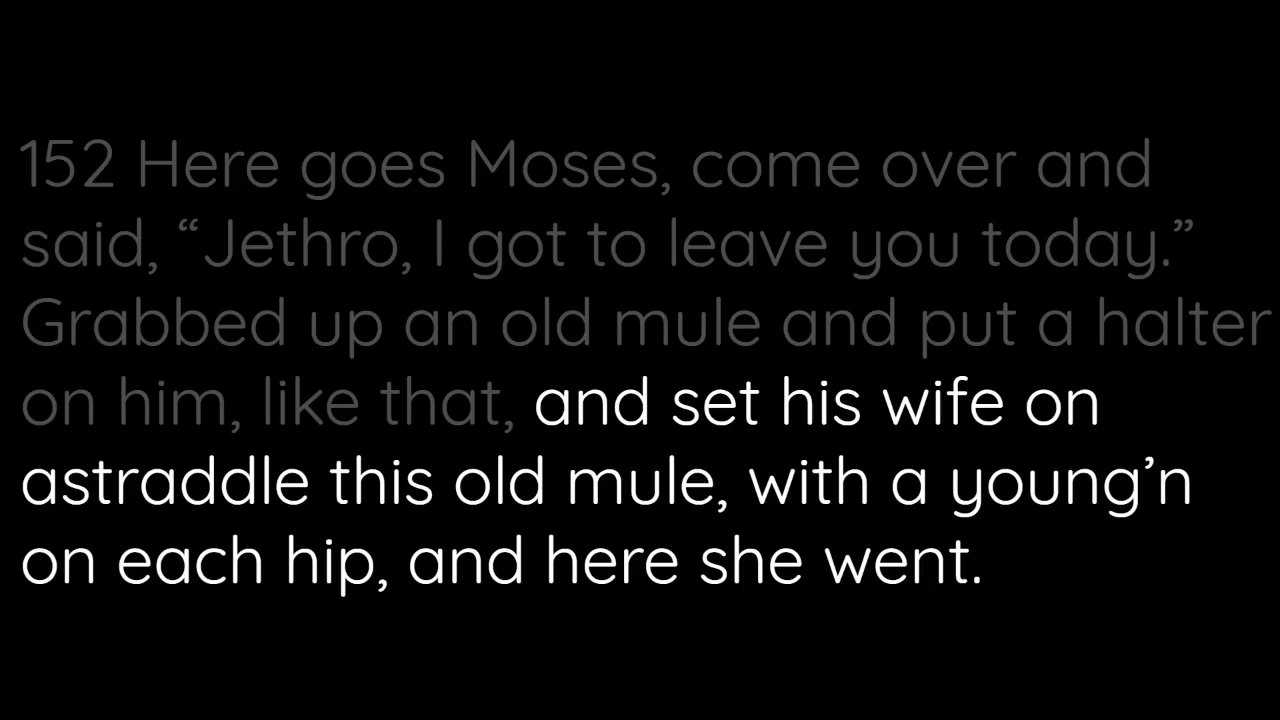 152 Here goes Moses, come over and
said, “Jethro, I got to leave you today.”
Grabbed up an old mule and put a halter
on him, like that, and set his wife on
astraddle this old mule, with a young’n
on each hip, and here she went.